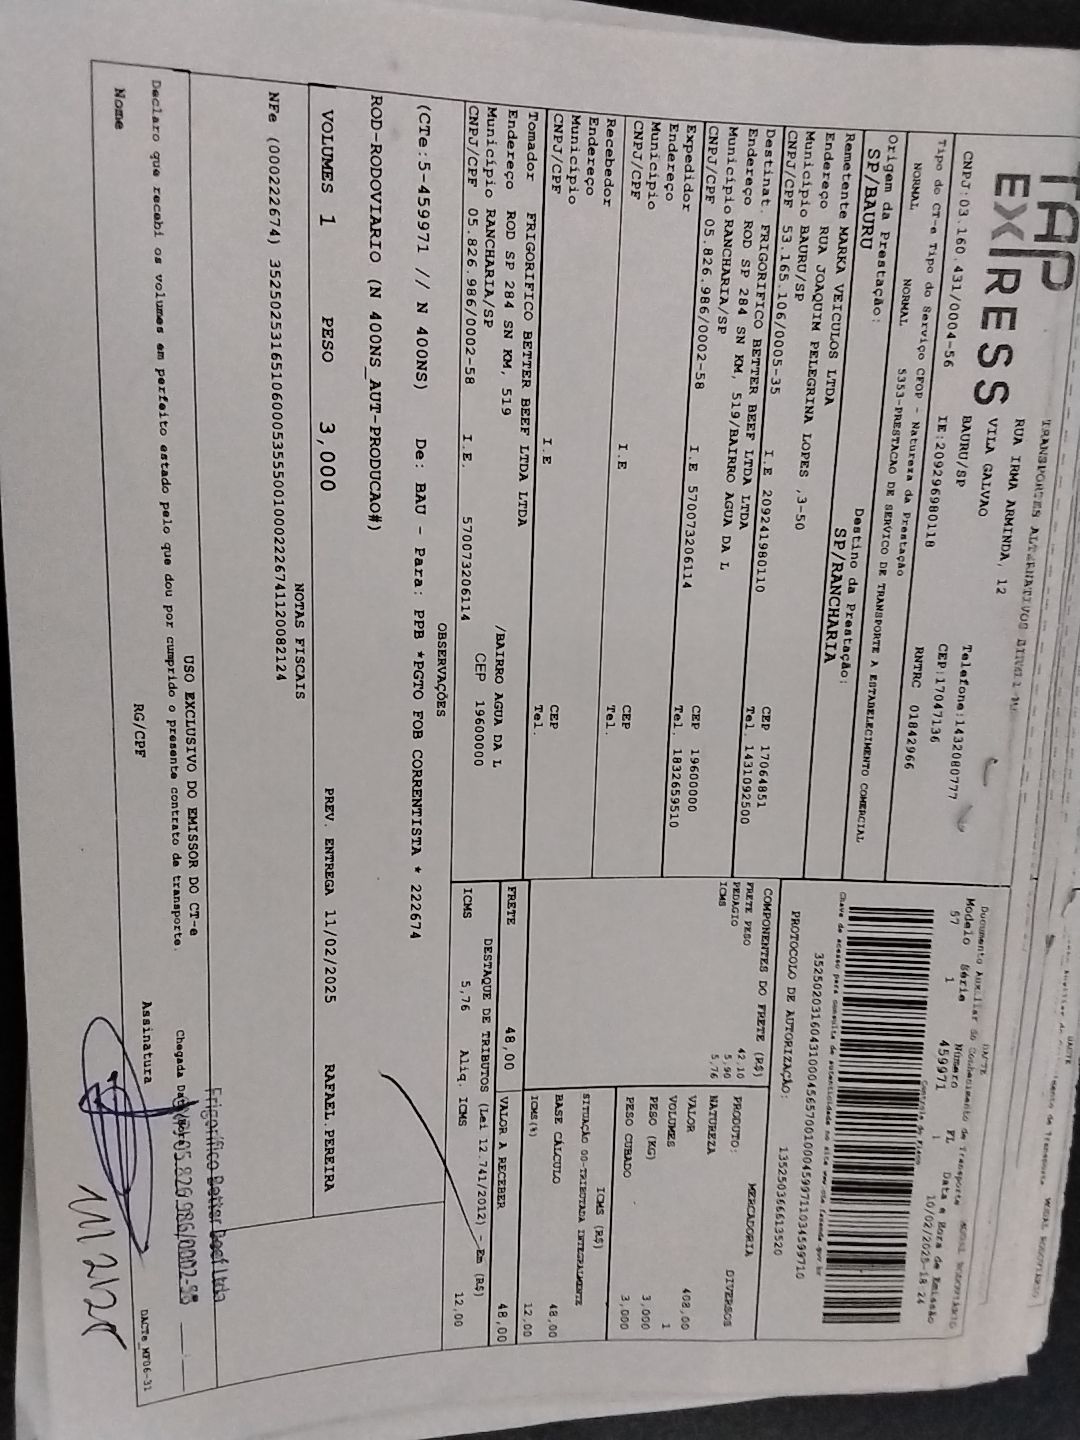 TAP
EXPRESS
RUA IRMA ARMINDA, 12
VILA GALVAO
BAURU/SP
Telefone:1432080777
CNPJ:03.160.431/0004-56
IE:209296980118
CEP:17047136
Tipo do CT-e Tipo do Serviço CFOP - Natureza da Prestação
RNTRC 01842966
NORMAL NORMAL 5353-PRESTACAO DE SERVICO DE TRANSPORTE A ESTABELECIMENTO COMERCIAL
Origem da Prestação:
SP/BAURU
Destino da Prestação:
SP/RANCHARIA
DACTE
Modelo Série Número FL Data e Hora de Emissão
57 1 459971 1 10/02/2025-18:24
Remetente MARKA VEICULOS LTDA
Endereço RUA JOAQUIM PELEGRINA LOPES ,3-50
Município BAURU/SP CEP 17064851
CNPJ/CPF 53.165.106/0005-35 I.E 209241980110 Tel. 1431092500
Destinat. FRIGORIFICO BETTER BEEF LTDA LTDA
Endereço ROD SP 284 SN KM, 519/BAIRRO AGUA DA L
Município RANCHARIA/SP CEP 19600000
CNPJ/CPF 05.826.986/0002-58 I.E 570073206114 Tel. 1832659510
Expedidor
Endereço
Município CEP
CNPJ/CPF I.E Tel.
Recebedor
Endereço
Município CEP
CNPJ/CPF I.E Tel.
Tomador FRIGORIFICO BETTER BEEF LTDA LTDA
Endereço ROD SP 284 SN KM, 519 /BAIRRO AGUA DA L
Município RANCHARIA/SP CEP 19600000
CNPJ/CPF 05.826.986/0002-58 I.E. 570073206114
PROTOCOLO DE AUTORIZAÇÃO: 135250366613520
COMPONENTES DO FRETE (R$)
FRETE PESO 42,10
PEDAGIO 5,90
ICMS 5,76
PRODUTO: MERCADORIA
NATUREZA DIVERSOS
VALOR 408,00
VOLUMES 1
PESO (KG) 3,000
PESO CUBADO 3,000
ICMS (R$)
SITUAÇÃO 00-TRIBUTADA INTEGRALMENTE
BASE CÁLCULO 48,00
ICMS(%) 12,00
FRETE 48,00 VALOR A RECEBER 48,00
DESTAQUE DE TRIBUTOS (Lei 12.741/2012) - Em (R$)
ICMS 5,76 Aliq. ICMS 12,00
OBSERVAÇÕES
(CTe:5-459971 // N 400NS) De: BAU - Para: PPB *PGTO FOB CORRENTISTA * 222674
ROD-RODOVIARIO (N 400NS_AUT-PRODUCAO#)
VOLUMES 1 PESO 3,000 PREV. ENTREGA 11/02/2025 RAFAEL.PEREIRA
NOTAS FISCAIS
USO EXCLUSIVO DO EMISSOR DO CT-e
Declaro que recebi os volumes em perfeito estado pelo que dou por cumprido o presente contrato de transporte.
Frigorífico Better Beef Ltda
05.826.986/0002-58
Nome RG/CPF Assinatura
DACTe_MF06-31